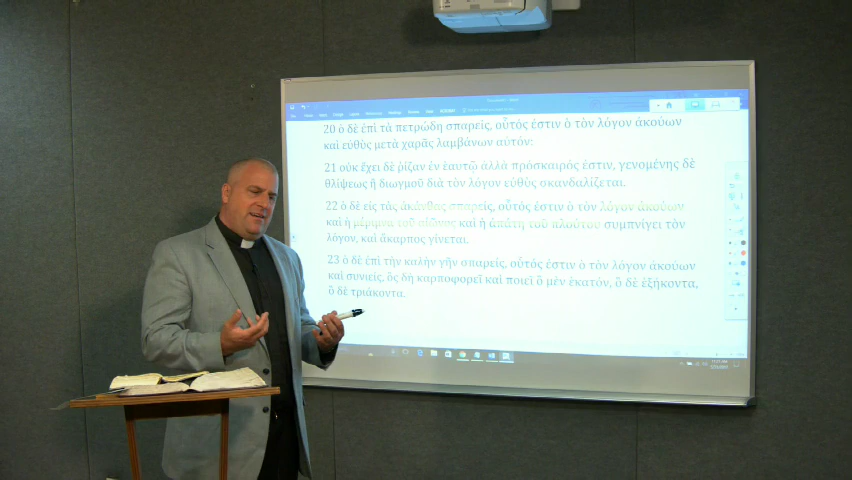 20 ὁ δὲ ἐπὶ τὰ πετρώδη σπαρείς, οὗτός ἐστιν ὁ τὸν λόγον ἀκούων
καὶ εὐθὺς μετὰ χαρᾶς λαμβάνων αὐτόν·
21 οὐκ ἔχει δὲ ῥίζαν ἐν ἑαυτῷ ἀλλὰ πρόσκαιρός ἐστιν, γενομένης δὲ
θλίψεως ἢ διωγμοῦ διὰ τὸν λόγον εὐθὺς σκανδαλίζεται.
22 ὁ δὲ εἰς τὰς ἀκάνθας σπαρείς, οὗτός ἐστιν ὁ τὸν λόγον ἀκούων
καὶ ἡ μέριμνα τοῦ αἰῶνος καὶ ἡ ἀπάτη τοῦ πλούτου συμπνίγει τὸν
λόγον, καὶ ἄκαρπος γίνεται.
23 ὁ δὲ ἐπὶ τὴν καλὴν γῆν σπαρείς, οὗτός ἐστιν ὁ τὸν λόγον ἀκούων
καὶ συνιείς, ὃς δὴ καρποφορεῖ καὶ ποιεῖ ὃ μὲν ἑκατόν, ὃ δὲ ἑξήκοντα,
ὃ δὲ τριάκοντα.